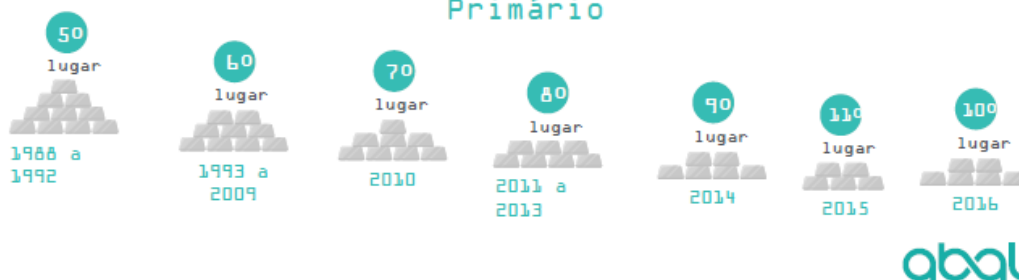 Primário
5º
lugar
1988 a
1992
6º
lugar
1993 a
2009
7º
lugar
2010
8º
lugar
2011 a
2013
9º
lugar
2014
11º
lugar
2015
10º
lugar
2016
abal